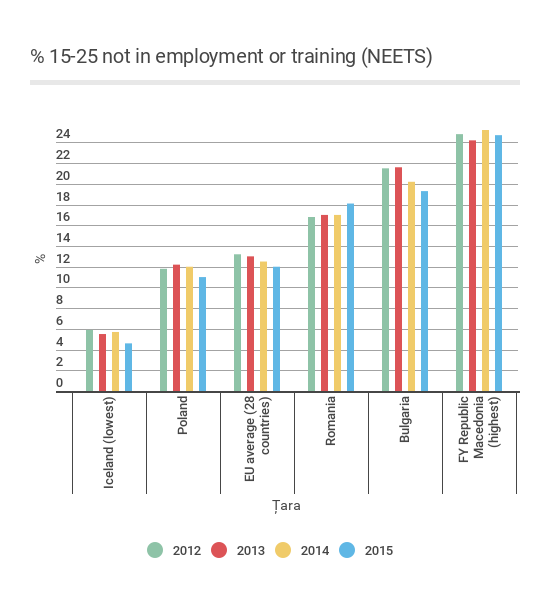 % 15-25 not in employment or training (NEETS)
24
22
20
18
16
14
12
10
8
6
4
2
0
%
Iceland (lowest)
Poland
EU average (28
countries)
Romania
Bulgaria
FY Republic
Macedonia
(highest)
Țara
2012 2013 2014 2015